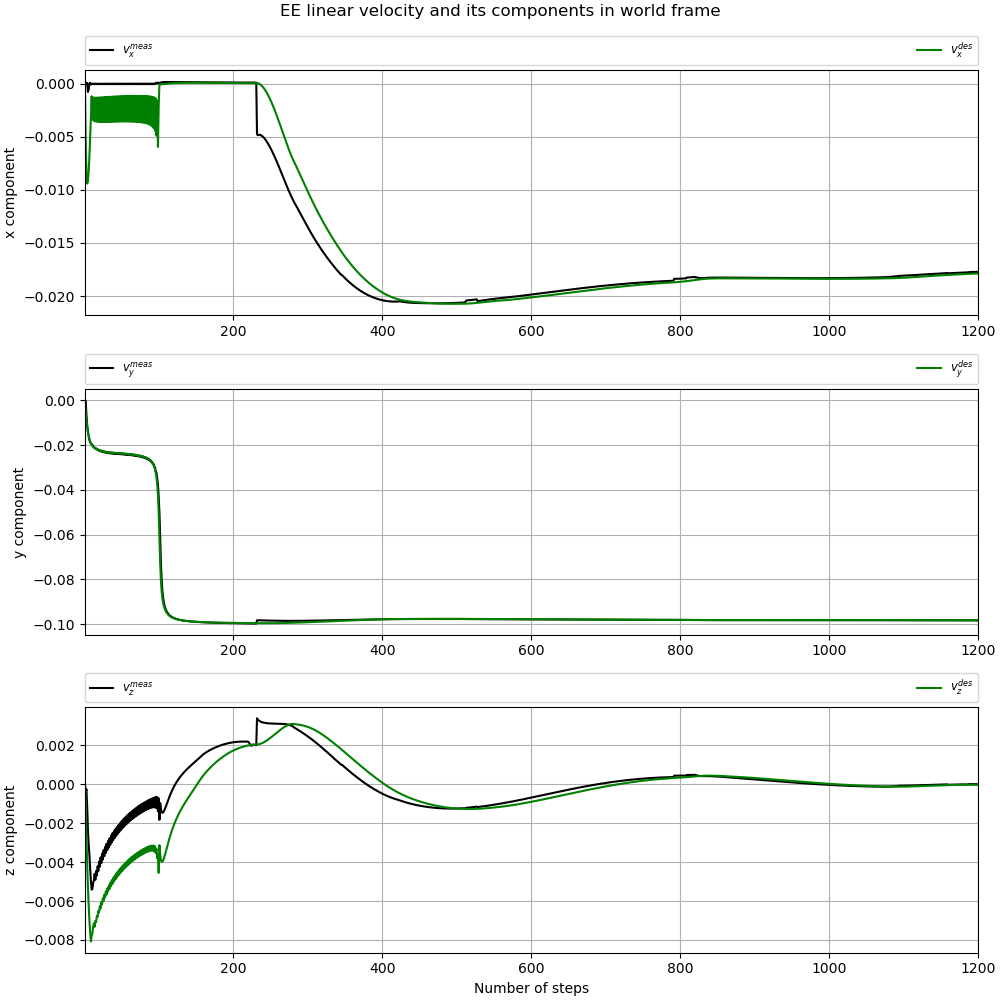 EE linear velocity and its components in world frame
v_x^meas v_x^des
0.000
−0.005
−0.010
−0.015
−0.020
x component
200 400 600 800 1000 1200
v_y^meas v_y^des
0.00
−0.02
−0.04
−0.06
−0.08
−0.10
y component
200 400 600 800 1000 1200
v_z^meas v_z^des
0.002
0.000
−0.002
−0.004
−0.006
−0.008
z component
200 400 600 800 1000 1200
Number of steps